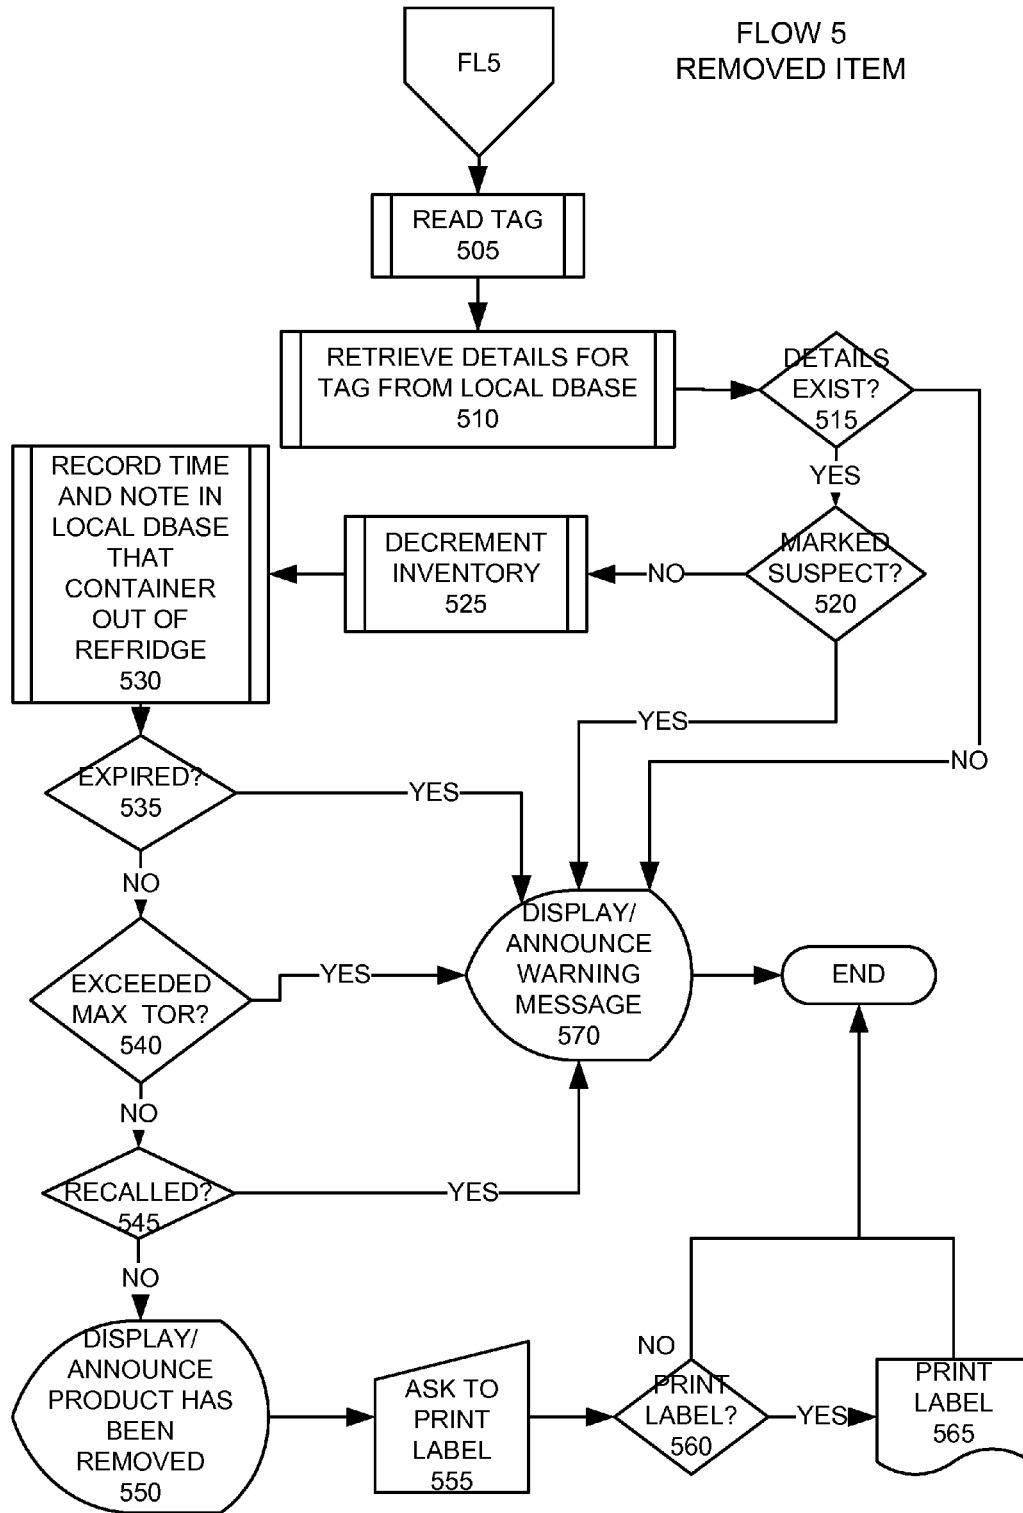 FLOW 5
REMOVED ITEM
FL5
READ TAG
505
RETRIEVE DETAILS FOR
TAG FROM LOCAL DBASE
510
DETAILS
EXIST?
515
YES
NO
MARKED
SUSPECT?
520
NO
YES
DECREMENT
INVENTORY
525
RECORD TIME
AND NOTE IN
LOCAL DBASE
THAT
CONTAINER
OUT OF
REFRIDGE
530
EXPIRED?
535
YES
NO
EXCEEDED
MAX TOR?
540
YES
NO
RECALLED?
545
YES
NO
DISPLAY/
ANNOUNCE
WARNING
MESSAGE
570
END
DISPLAY/
ANNOUNCE
PRODUCT HAS
BEEN
REMOVED
550
ASK TO
PRINT
LABEL
555
PRINT
LABEL?
560
NO
YES
PRINT
LABEL
565